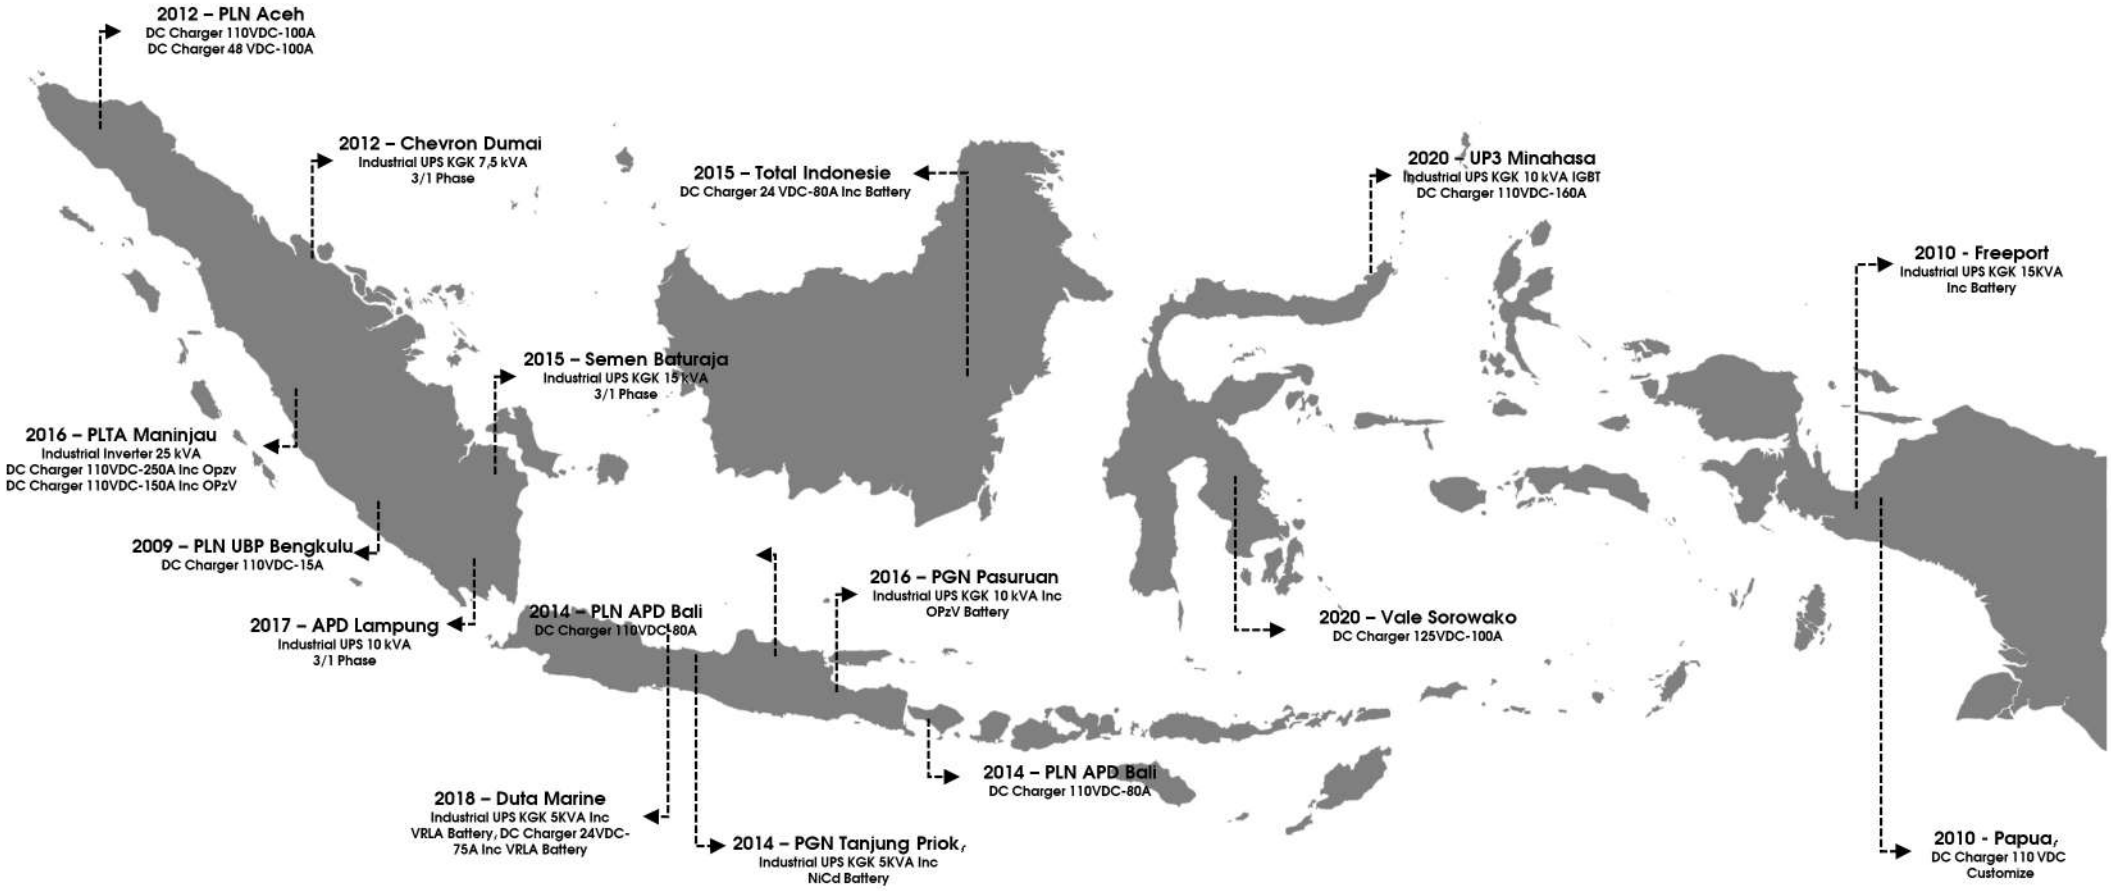 2012 – PLN Aceh
DC Charger 110VDC-100A
DC Charger 48 VDC-100A
2012 – Chevron Dumai
Industrial UPS KGK 7,5 kVA
3/1 Phase
2015 – Total Indonesie
DC Charger 24 VDC-80A Inc Battery
2020 – UP3 Minahasa
Industrial UPS KGK 10 kVA IGBT
DC Charger 110VDC-160A
2010 - Freeport
Industrial UPS KGK 15KVA
Inc Battery
2015 – Semen Baturaja
Industrial UPS KGK 15 kVA
3/1 Phase
2016 – PLTA Maninjau
Industrial Inverter 25 kVA
DC Charger 110VDC-250A Inc Opzv
DC Charger 110VDC-150A Inc OPzV
2009 – PLN UBP Bengkulu
DC Charger 110VDC-15A
2017 – APD Lampung
Industrial UPS 10 kVA
3/1 Phase
2014 – PLN APD Bali
DC Charger 110VDC-80A
2016 – PGN Pasuruan
Industrial UPS KGK 10 kVA Inc
OPzV Battery
2020 – Vale Sorowako
DC Charger 125VDC-100A
2014 – PLN APD Bali
DC Charger 110VDC-80A
2018 – Duta Marine
Industrial UPS KGK 5KVA Inc
VRLA Battery, DC Charger 24VDC-
75A Inc VRLA Battery
2014 – PGN Tanjung Priok,
Industrial UPS KGK 5KVA Inc
NiCd Battery
2010 - Papua,
DC Charger 110 VDC
Customize